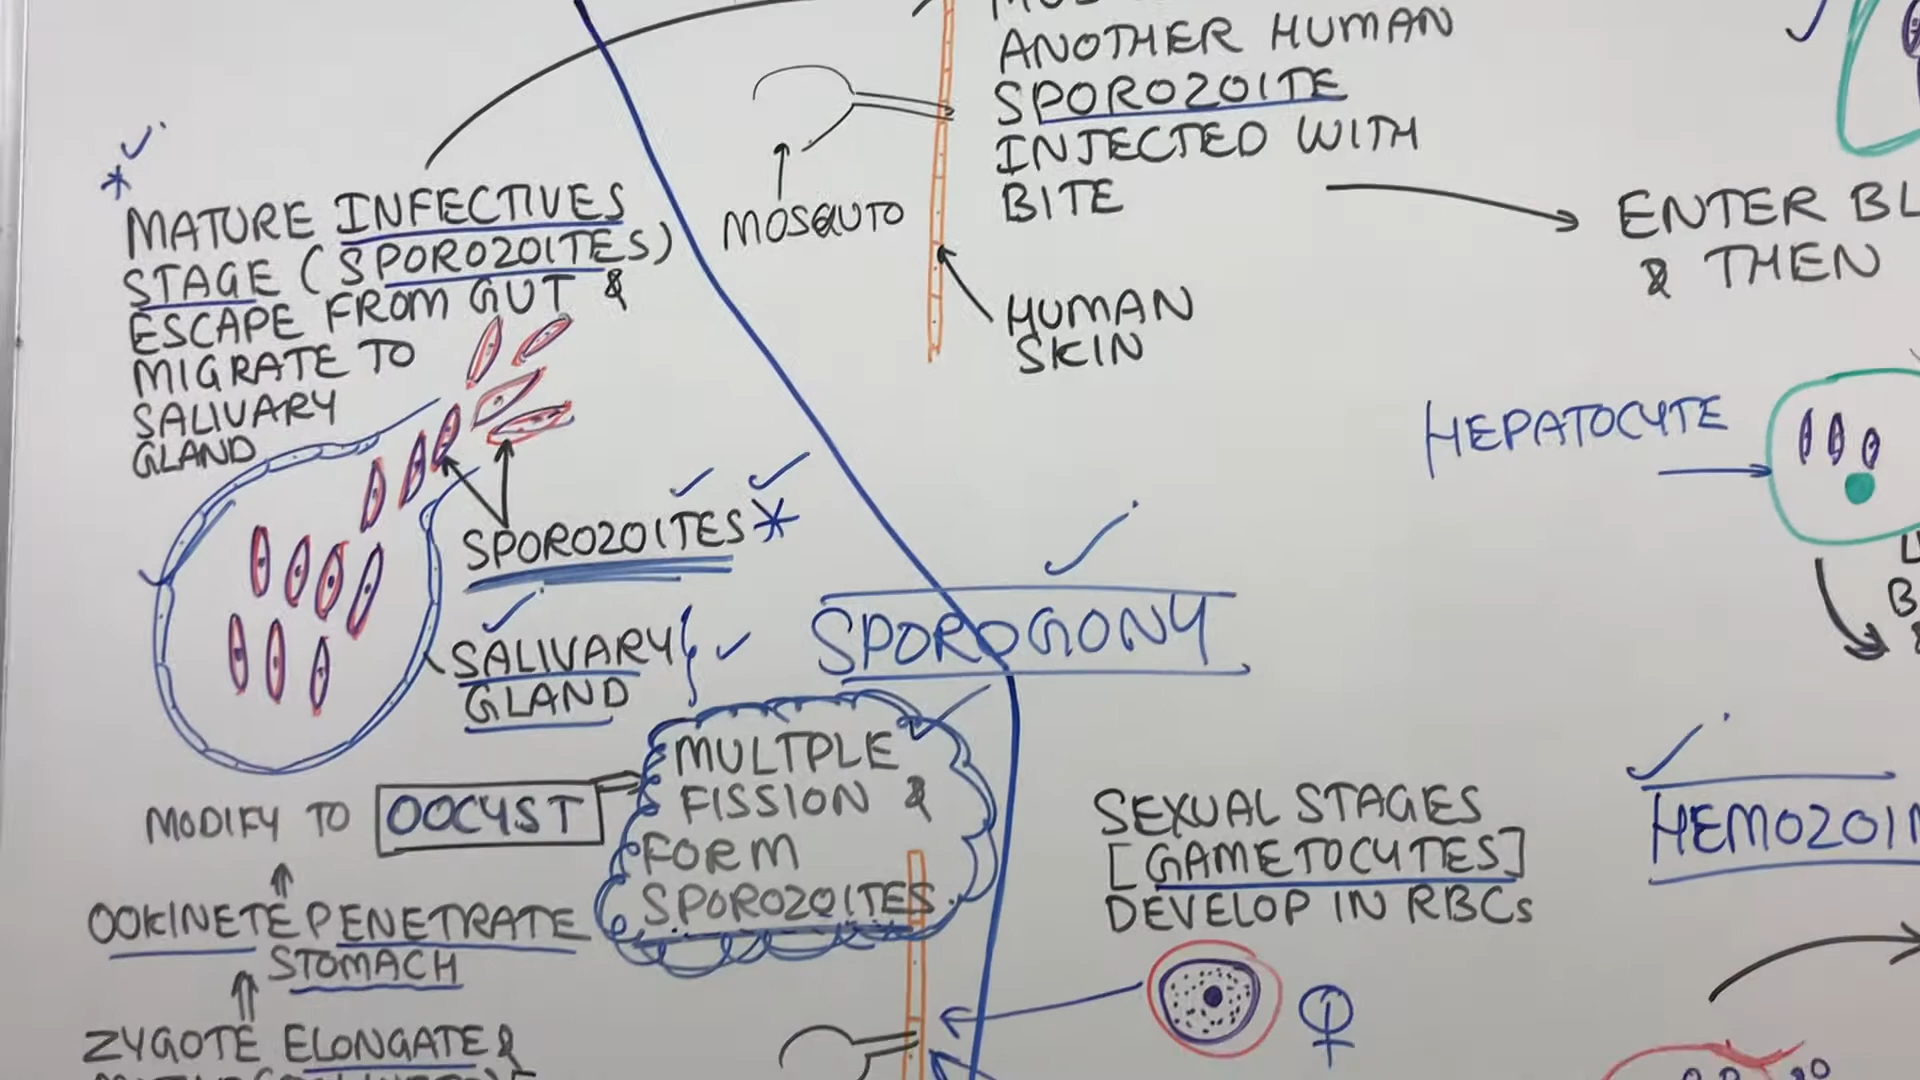 ANOTHER HUMAN
SPOROZOITE
INJECTED WITH
BITE
MOSQUTO
HUMAN
SKIN
ENTER
& THEN
MATURE INFECTIVES
STAGE (SPOROZOITES)
ESCAPE FROM GUT &
MIGRATE TO
SALIVARY
GLAND
SPOROZOITES *
SALIVARY
GLAND
SPOROGONY
HEPATOCYTE
MULTPLE
FISSION &
FORM
SPOROZOITES
MODIFY TO OOCYST
OOKINETE PENETRATE
STOMACH
ZYGOTE ELONGATE &
SEXUAL STAGES
[GAMETOCYTES]
DEVELOP IN RBCs
♀